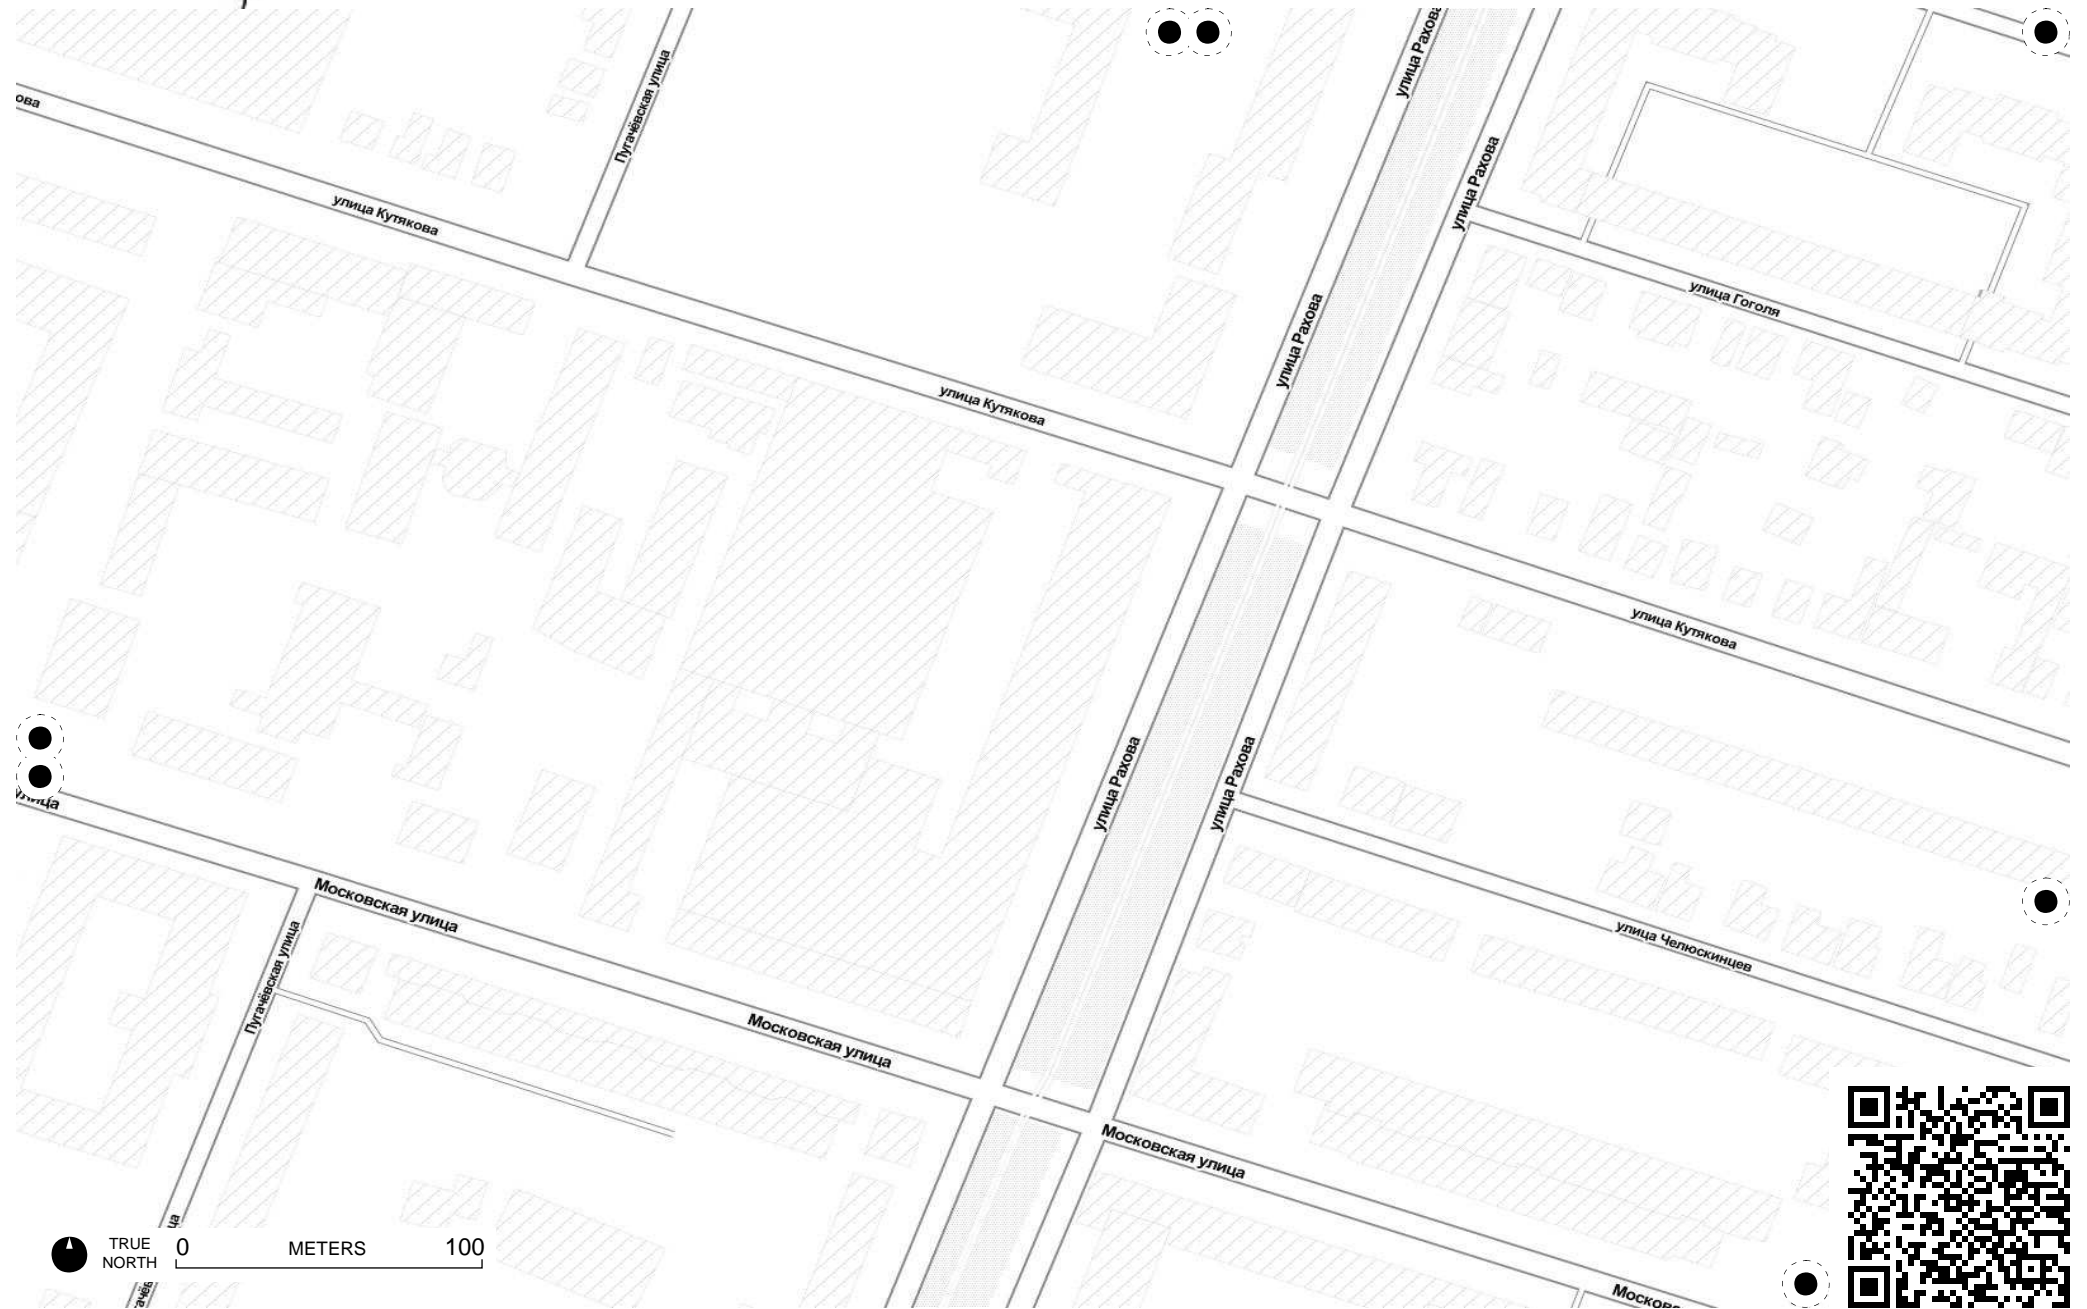 улица Рахова
ова
Пугачёвская улица
улица Рахова
улица Кутякова
улица Гоголя
улица Рахова
улица Кутякова
улица Кутякова
улица Рахова
улица Рахова
улица
Московская улица
улица Челюскинцев
Пугачёвская улица
Московская улица
Московская улица
TRUE
NORTH
0 METERS 100